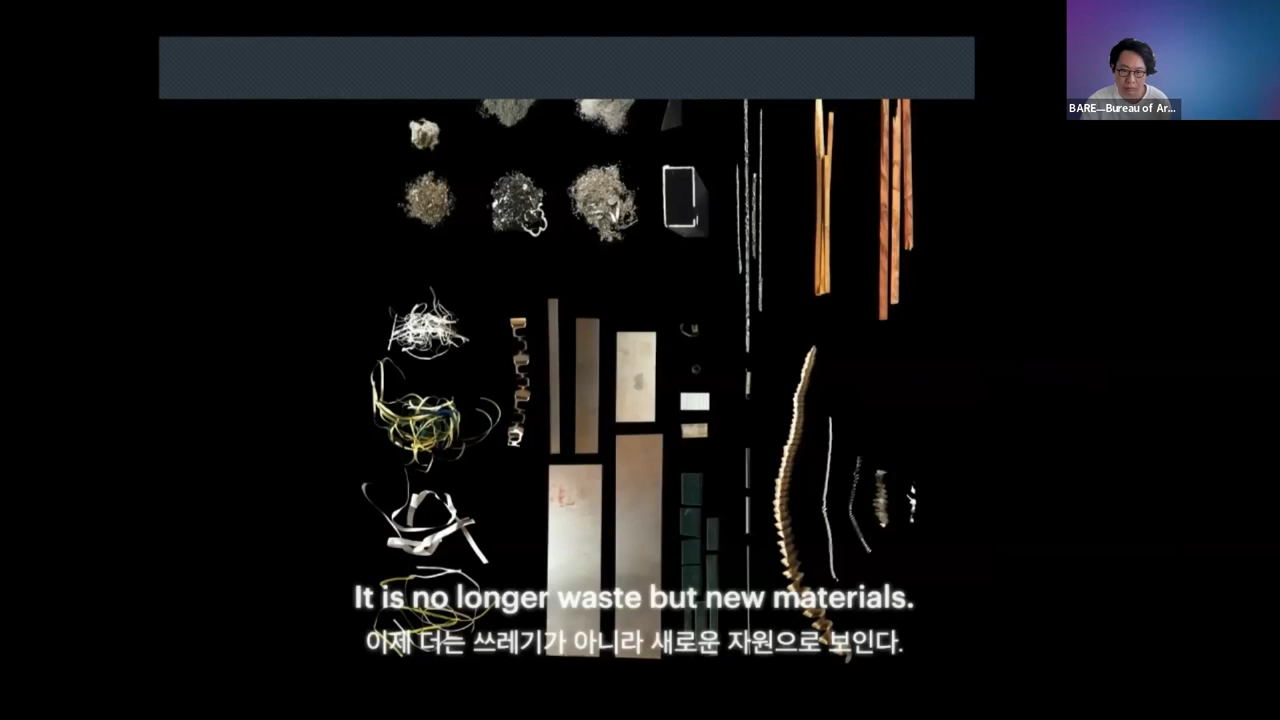 BARE—Bureau of Ar...
It is no longer waste but new materials.
이제 더는 쓰레기가 아니라 새로운 자원으로 보인다.